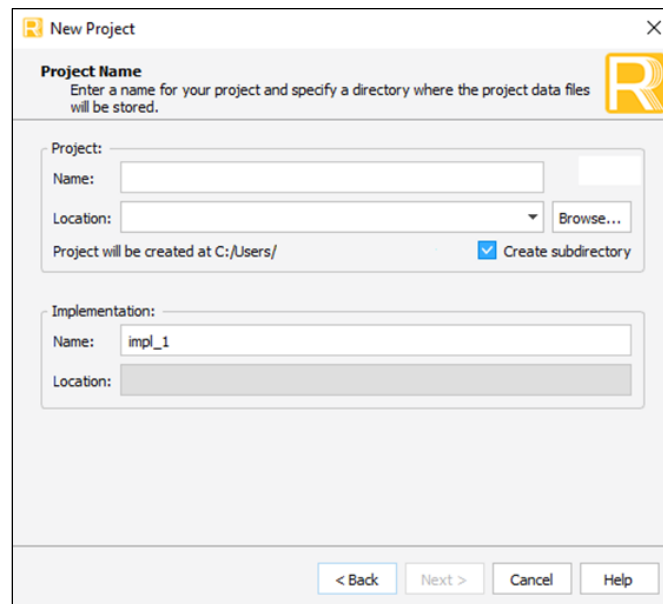 New Project
Project Name
Enter a name for your project and specify a directory where the project data files
will be stored.
Project:
Name:
Location:
Browse...
Project will be created at C:/Users/
Create subdirectory
Implementation:
Name:
impl_1
Location:
< Back
Next >
Cancel
Help